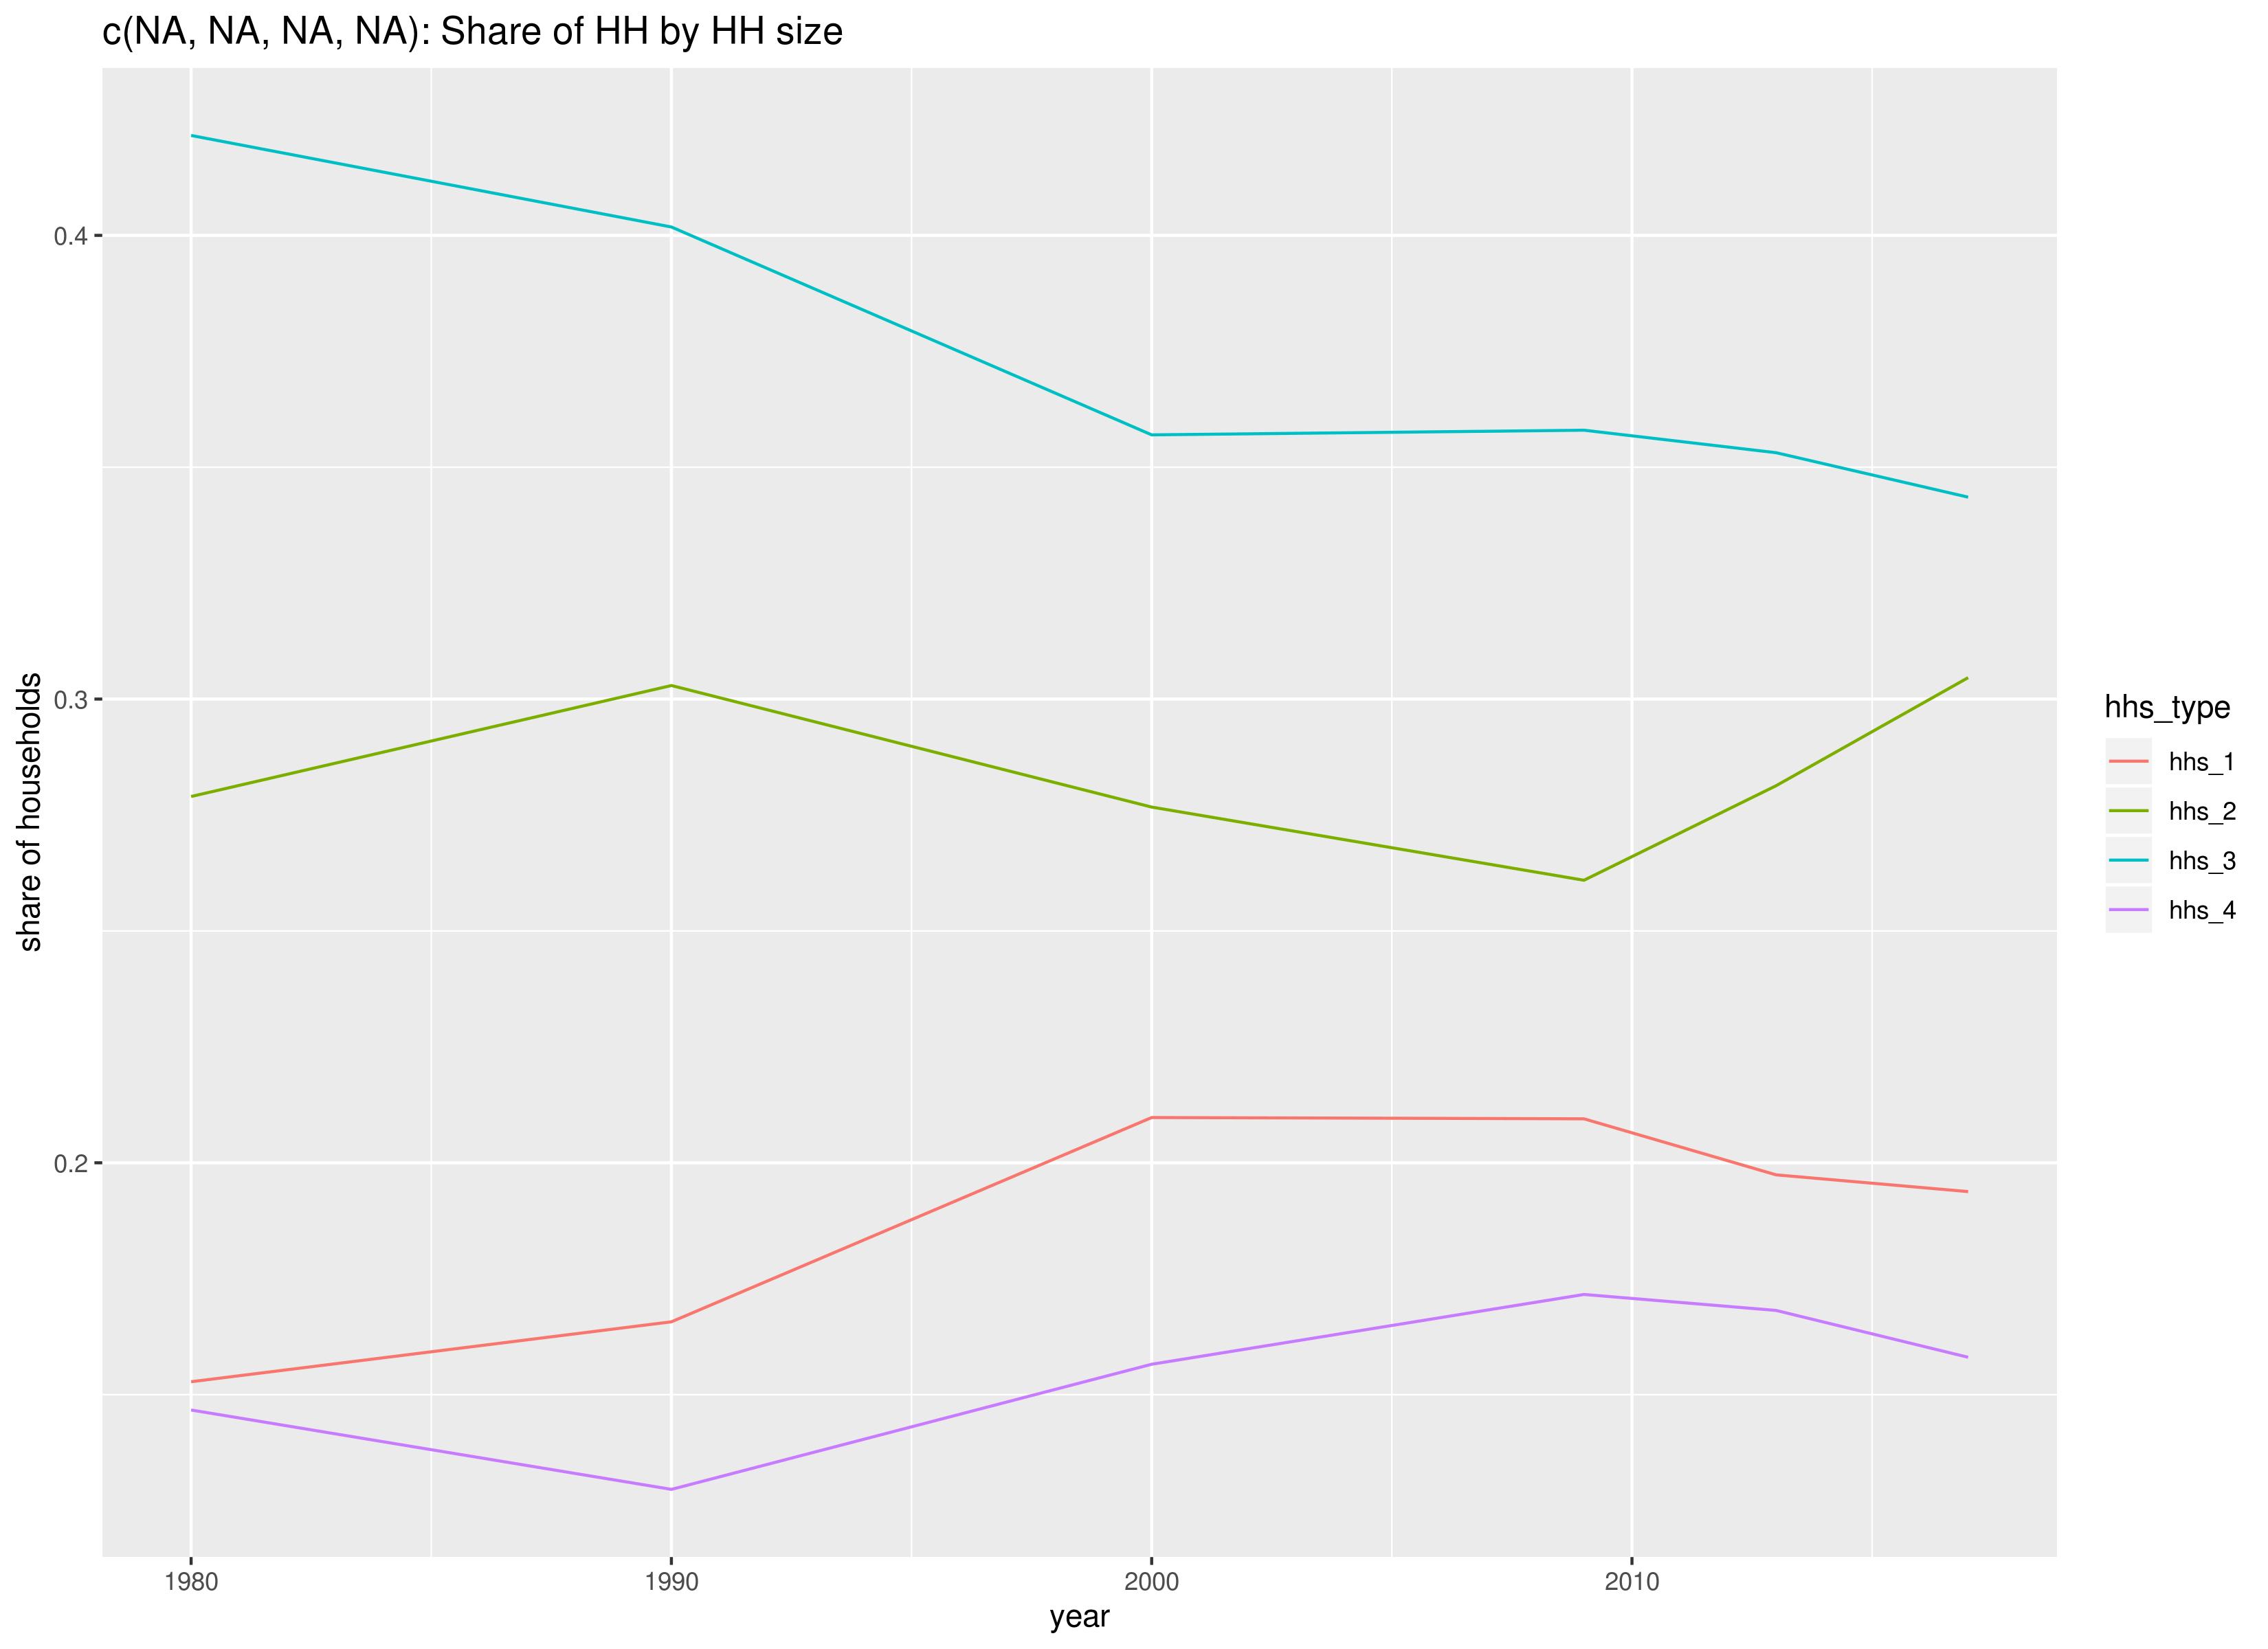 c(NA, NA, NA, NA): Share of HH by HH size
share of households
0.4
0.3
0.2
1980
1990
2000
2010
year
hhs_type
hhs_1
hhs_2
hhs_3
hhs_4